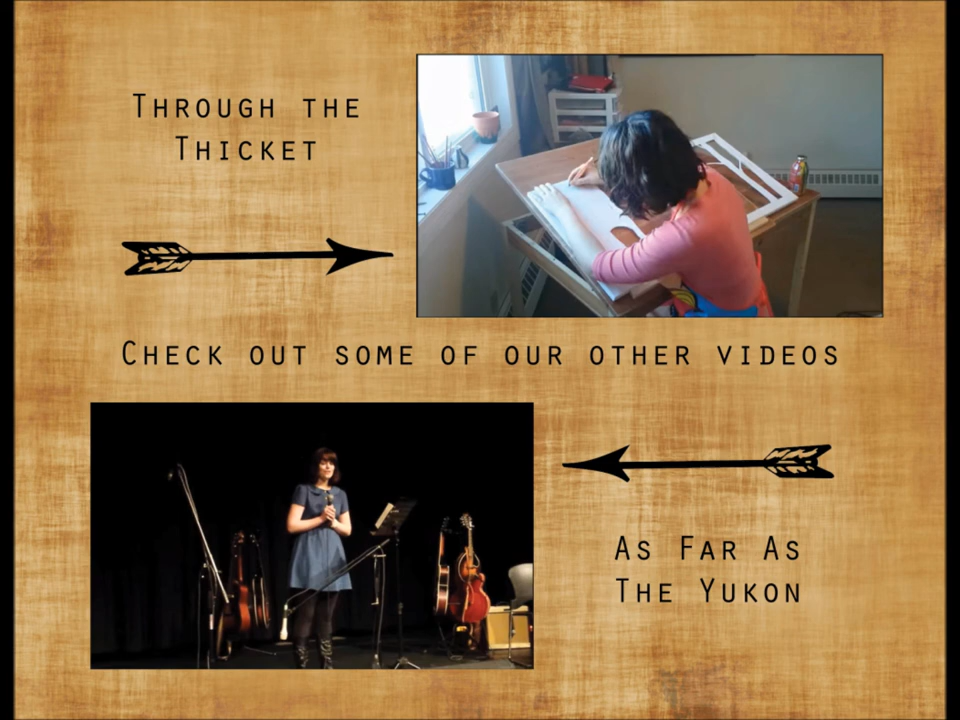 Through the
Thicket
Check out some of our other videos
As Far As
The Yukon